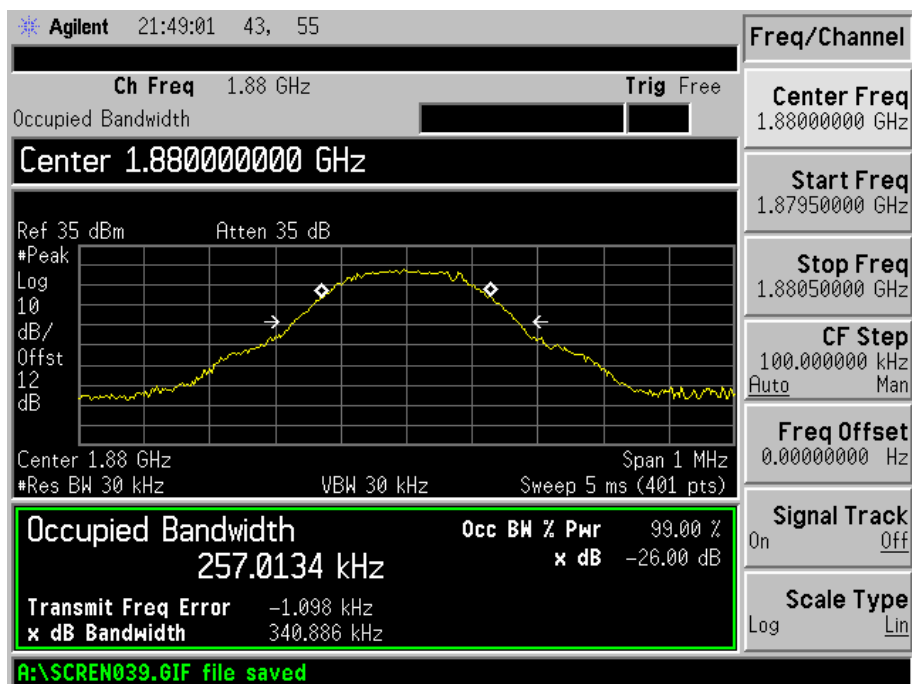 Agilent 21:49:01 43, 55
Freq/Channel
Ch Freq 1.88 GHz Trig Free
Occupied Bandwidth
Center 1.880000000 GHz
Ref 35 dBm Atten 35 dB
#Peak
Log
10
dB/
Offst
12
dB
Center 1.88 GHz Span 1 MHz
#Res BW 30 kHz VBW 30 kHz Sweep 5 ms (401 pts)
Occupied Bandwidth Occ BW % Pwr 99.00 %
257.0134 kHz x dB -26.00 dB
Transmit Freq Error -1.098 kHz
x dB Bandwidth 340.886 kHz
A:\SCREN039.GIF file saved
Center Freq
1.88000000 GHz
Start Freq
1.87950000 GHz
Stop Freq
1.88050000 GHz
CF Step
100.000000 kHz
Auto Man
Freq Offset
0.00000000 Hz
Signal Track
On Off
Scale Type
Log Lin